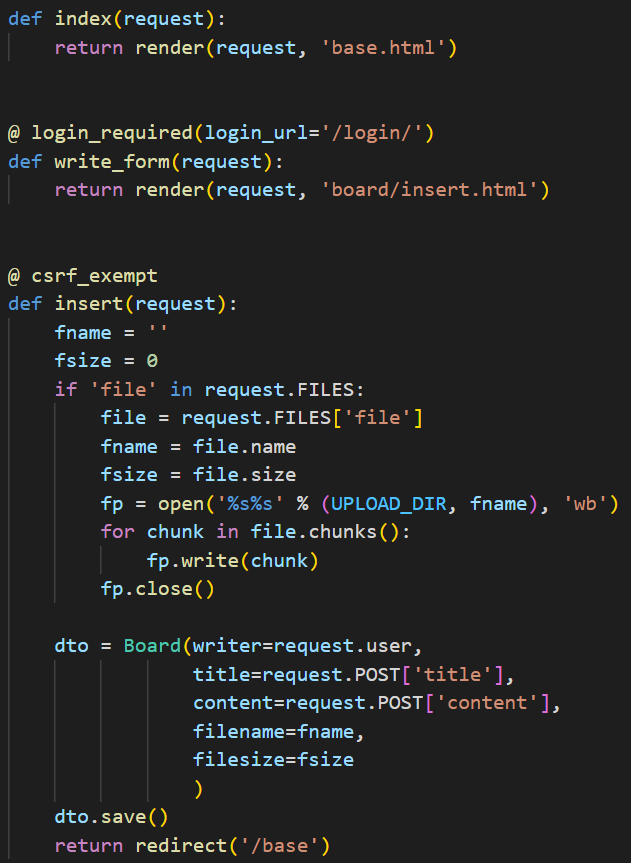 def index(request):
    return render(request, 'base.html')
@ login_required(login_url='/login/')
def write_form(request):
    return render(request, 'board/insert.html')
@ csrf_exempt
def insert(request):
    fname = ''
    fsize = 0
    if 'file' in request.FILES:
        file = request.FILES['file']
        fname = file.name
        fsize = file.size
        fp = open('%s%s' % (UPLOAD_DIR, fname), 'wb')
        for chunk in file.chunks():
            fp.write(chunk)
        fp.close()
    dto = Board(writer=request.user,
                title=request.POST['title'],
                content=request.POST['content'],
                filename=fname,
                filesize=fsize
                )
    dto.save()
    return redirect('/base')